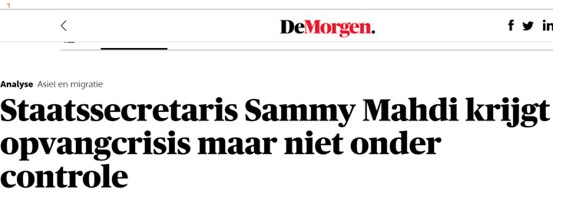 DeMorgen.
Analyse Asiel en migratie
Staatssecretaris Sammy Mahdi krijgt
opvangcrisis maar niet onder
controle